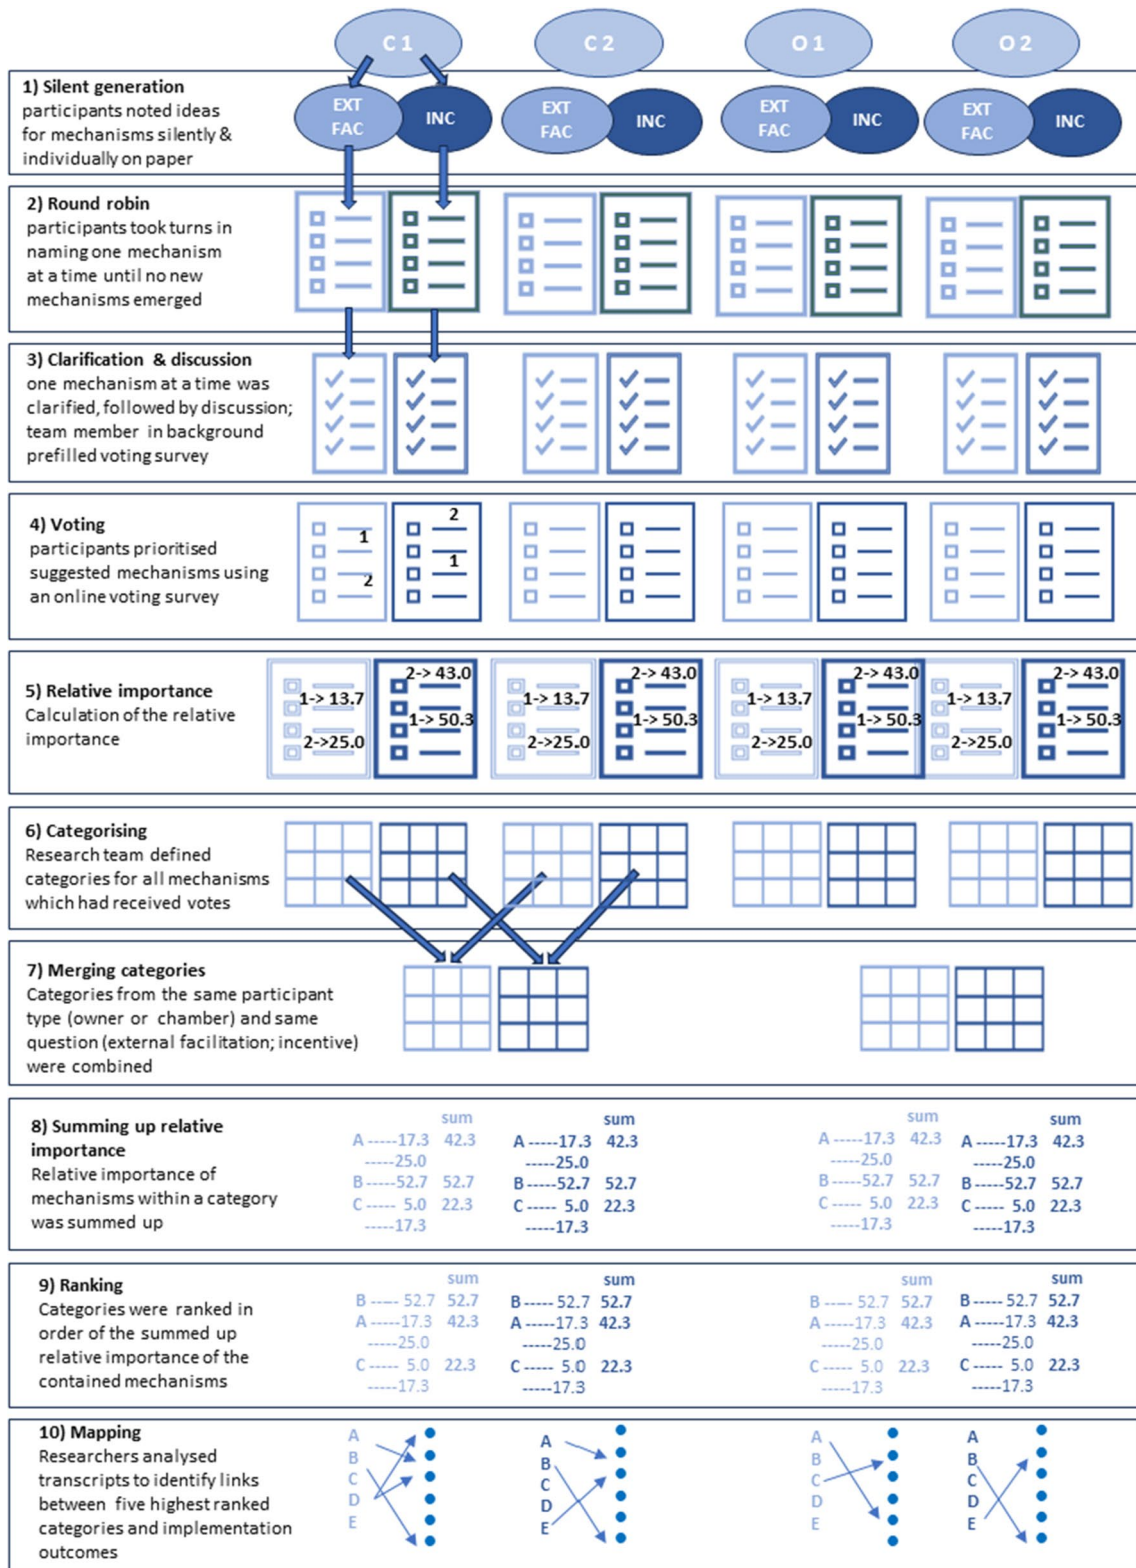 C 1
C 2
O 1
O 2
1) Silent generation
participants noted ideas
for mechanisms silently &
individually on paper
EXT
FAC
INC
EXT
FAC
INC
EXT
FAC
INC
EXT
FAC
INC
2) Round robin
participants took turns in
naming one mechanism
at a time until no new
mechanisms emerged
3) Clarification & discussion
one mechanism at a time was
clarified, followed by discussion;
team member in background
prefilled voting survey
4) Voting
participants prioritised
suggested mechanisms using
an online voting survey
1
2
2
1
5) Relative importance
Calculation of the relative
importance
1-> 13.7
2->25.0
2-> 43.0
1-> 50.3
1-> 13.7
2->25.0
2-> 43.0
1-> 50.3
1-> 13.7
2->25.0
2-> 43.0
1-> 50.3
1-> 13.7
2->25.0
2-> 43.0
1-> 50.3
6) Categorising
Research team defined
categories for all mechanisms
which had received votes
7) Merging categories
Categories from the same participant
type (owner or chamber) and same
question (external facilitation; incentive)
were combined
8) Summing up relative
importance
Relative importance of
mechanisms within a category
was summed up
sum
A -----17.3 42.3
-----25.0
B -----52.7 52.7
C ----- 5.0 22.3
-----17.3
sum
A -----17.3 42.3
-----25.0
B -----52.7 52.7
C ----- 5.0 22.3
-----17.3
sum
A -----17.3 42.3
-----25.0
B -----52.7 52.7
C ----- 5.0 22.3
-----17.3
sum
A -----17.3 42.3
-----25.0
B -----52.7 52.7
C ----- 5.0 22.3
-----17.3
9) Ranking
Categories were ranked in
order of the summed up
relative importance of the
contained mechanisms
sum
B ----- 52.7 52.7
A -----17.3 42.3
-----25.0
C ----- 5.0 22.3
-----17.3
sum
B ----- 52.7 52.7
A -----17.3 42.3
-----25.0
C ----- 5.0 22.3
-----17.3
sum
B ----- 52.7 52.7
A -----17.3 42.3
-----25.0
C ----- 5.0 22.3
-----17.3
sum
B ----- 52.7 52.7
A -----17.3 42.3
-----25.0
C ----- 5.0 22.3
-----17.3
10) Mapping
Researchers analysed
transcripts to identify links
between five highest ranked
categories and implementation
outcomes
A
B
C
D
E
A
B
C
D
E
A
B
C
D
E
A
B
C
D
E